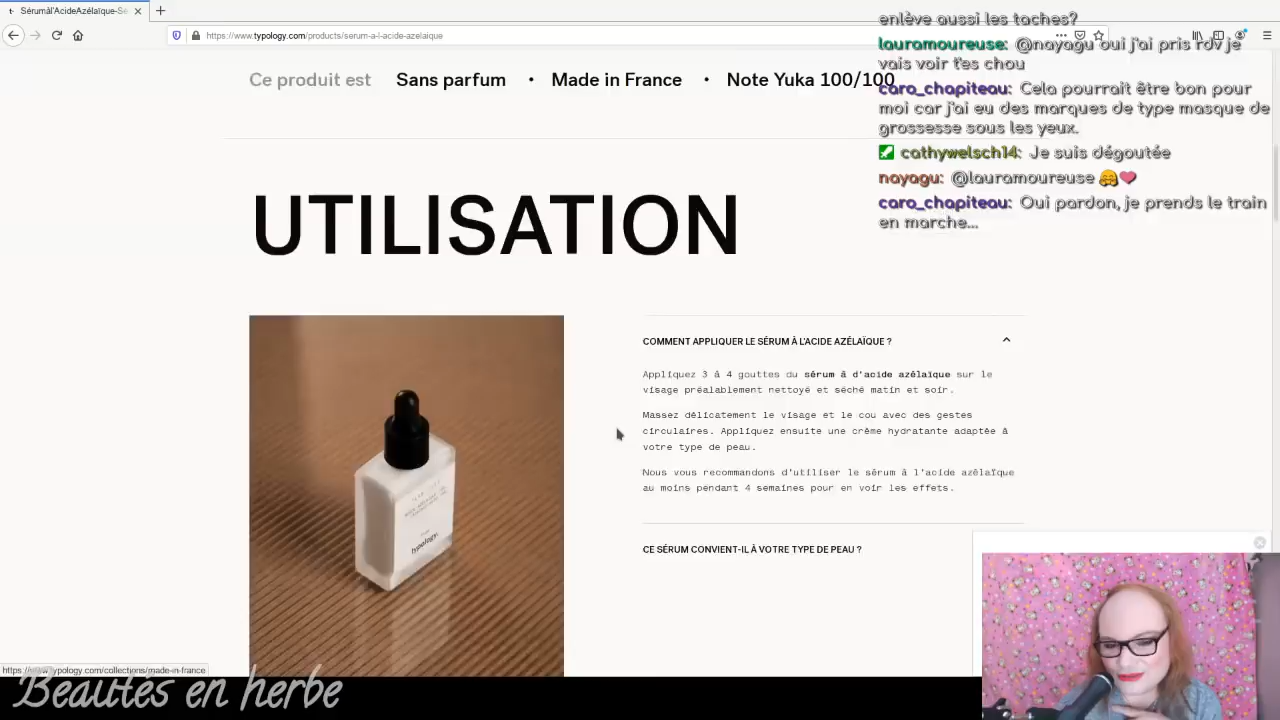 Sérumàl'AcideAzélaïque-Sé
https://www.typology.com/products/serum-a-l-acide-azelaique
enlève aussi les taches?
lauramoureuse: @nayagu oui j'ai pris rdv je
vais voir t'es chou
caro_chapiteau: Cela pourrait être bon pour
moi car j'ai eu des marques de type masque de
grossesse sous les yeux.
cathywelsch14: Je suis dégoutée
nayagu: @lauramoureuse 🤗❤️
caro_chapiteau: Oui pardon, je prends le train
en marche...
Ce produit est Sans parfum • Made in France • Note Yuka 100/100
UTILISATION
COMMENT APPLIQUER LE SÉRUM À L'ACIDE AZÉLAÏQUE ?
Appliquez 3 à 4 gouttes du sérum à d'acide azélaïque sur le
visage préalablement nettoyé et séché matin et soir.
Massez délicatement le visage et le cou avec des gestes
circulaires. Appliquez ensuite une crème hydratante adaptée à
votre type de peau.
Nous vous recommandons d'utiliser le sérum à l'acide azélaïque
au moins pendant 4 semaines pour en voir les effets.
CE SÉRUM CONVIENT-IL À VOTRE TYPE DE PEAU ?
typology.
https://www.typology.com/collections/made-in-france
Beautés en herbe